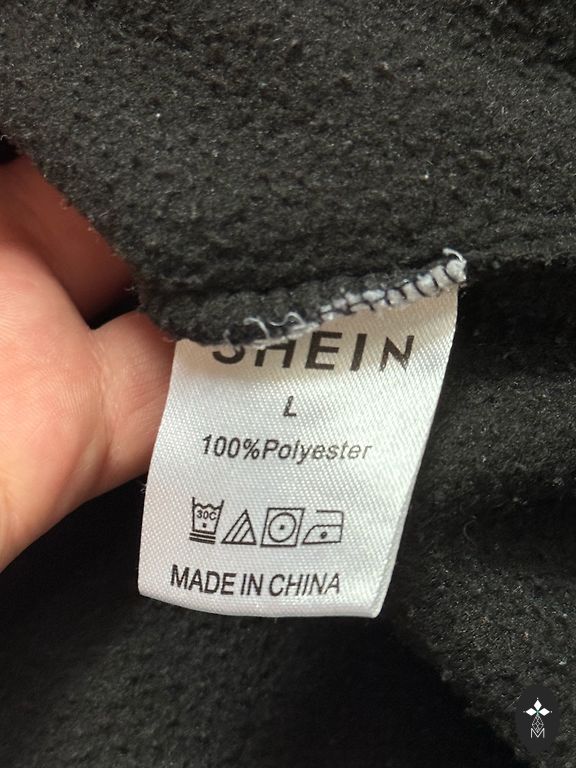 SHEIN
L
100%Polyester
30C
MADE IN CHINA